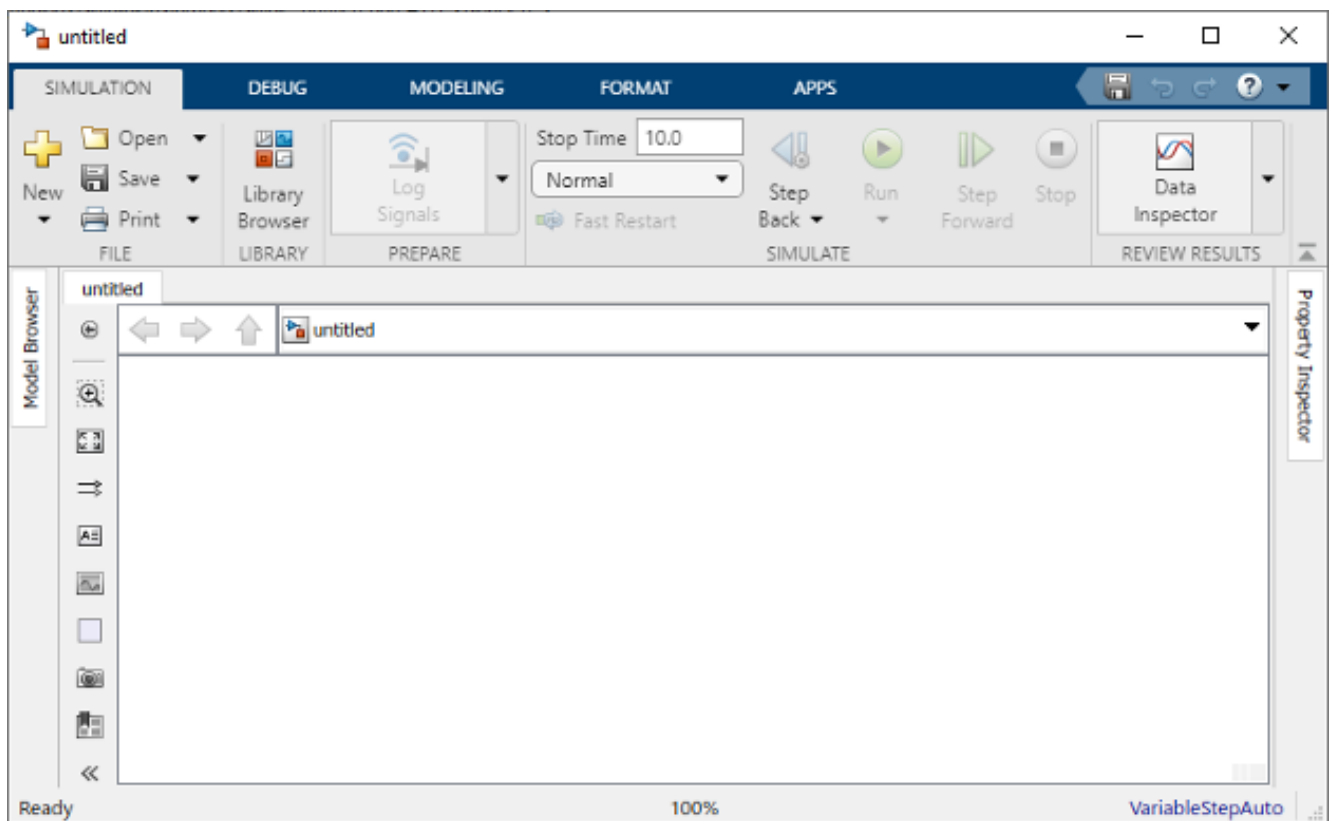 untitled
SIMULATION DEBUG MODELING FORMAT APPS
New
Open
Save
Print
FILE
Library
Browser
LIBRARY
Log
Signals
PREPARE
Stop Time 10.0
Normal
Fast Restart
Step
Back
Run
Step
Forward
Stop
SIMULATE
Data
Inspector
REVIEW RESULTS
Model Browser
untitled
untitled
Property Inspector
Ready 100% VariableStepAuto